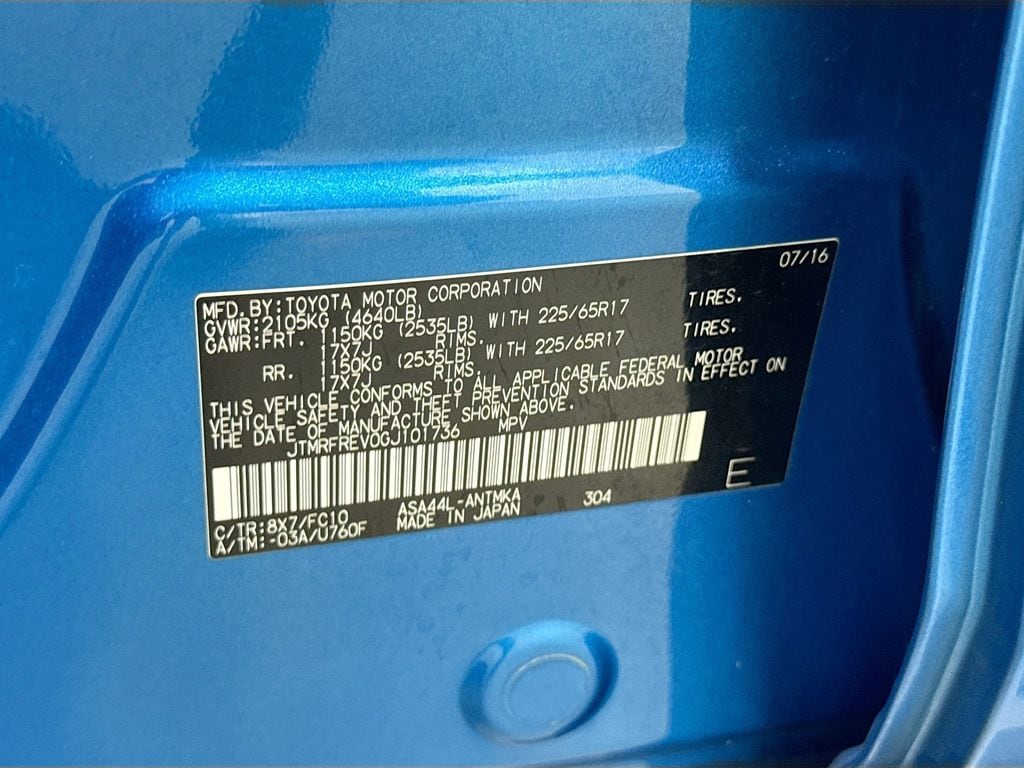 07/16
MFD.BY:TOYOTA MOTOR CORPORATION
GVWR:2105KG (4640LB)
GAWR:FRT. 1150KG (2535LB) WITH 225/65R17 TIRES.
17X7J RIMS.
RR. 1150KG (2535LB) WITH 225/65R17 TIRES.
17X7J RIMS.
THIS VEHICLE CONFORMS TO ALL APPLICABLE FEDERAL MOTOR
VEHICLE SAFETY AND THEFT PREVENTION STANDARDS IN EFFECT ON
THE DATE OF MANUFACTURE SHOWN ABOVE.
JTMRFREV0GJ101736 MPV
E
C/TR:8X7/FC10 ASA44L-ANTMKA 304
A/TM:-03A/U760F MADE IN JAPAN